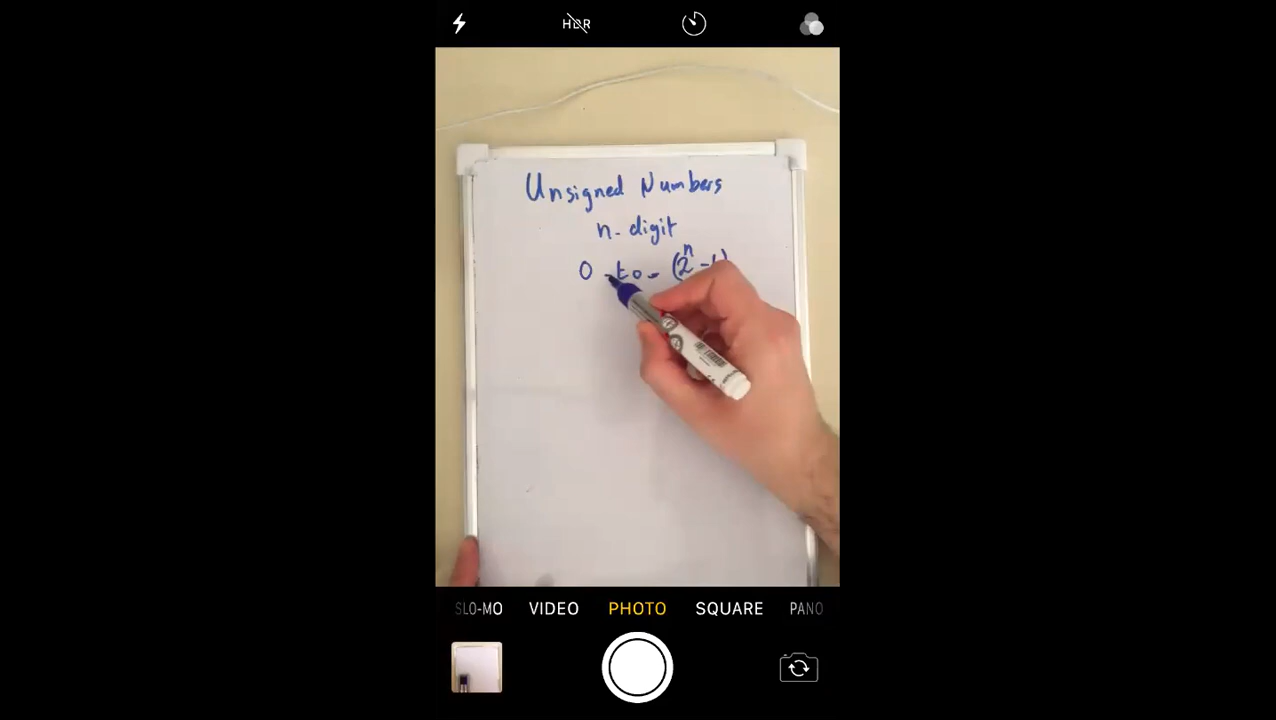 HDR
Unsigned Numbers
n- digit
0 - to - (2ⁿ-1)
SLO-MO VIDEO PHOTO SQUARE PANO